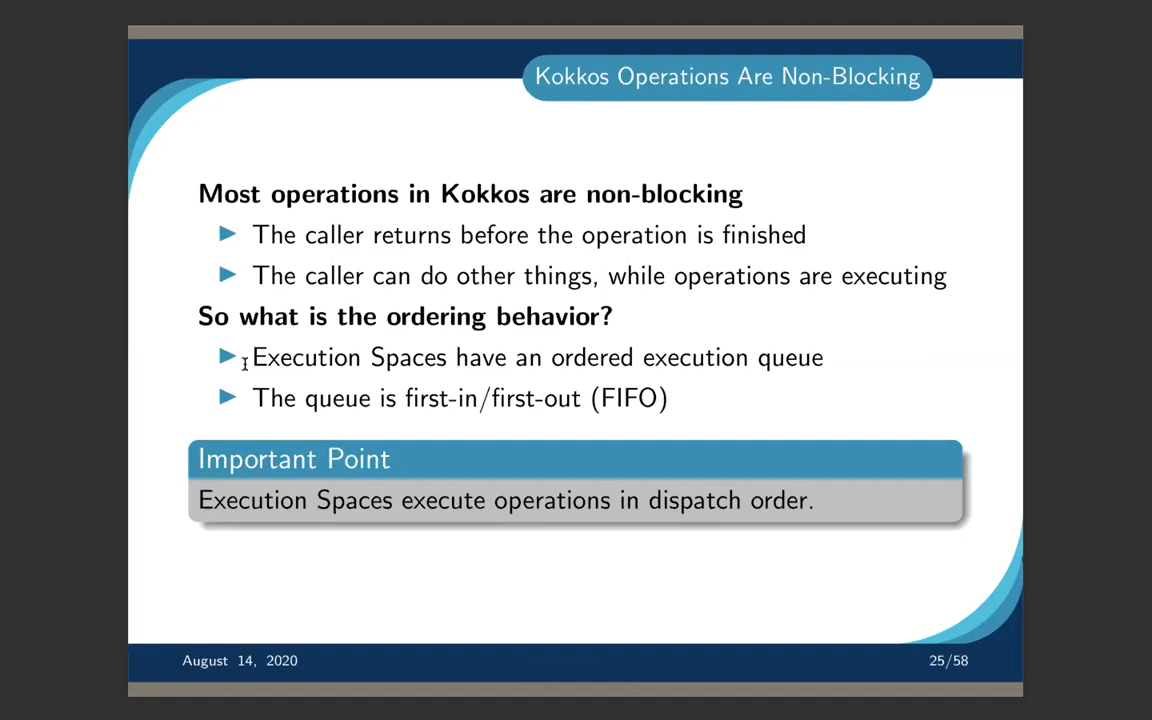 Kokkos Operations Are Non-Blocking
Most operations in Kokkos are non-blocking
The caller returns before the operation is finished
The caller can do other things, while operations are executing
So what is the ordering behavior?
Execution Spaces have an ordered execution queue
The queue is first-in/first-out (FIFO)
Important Point
Execution Spaces execute operations in dispatch order.
August 14, 2020
25/58